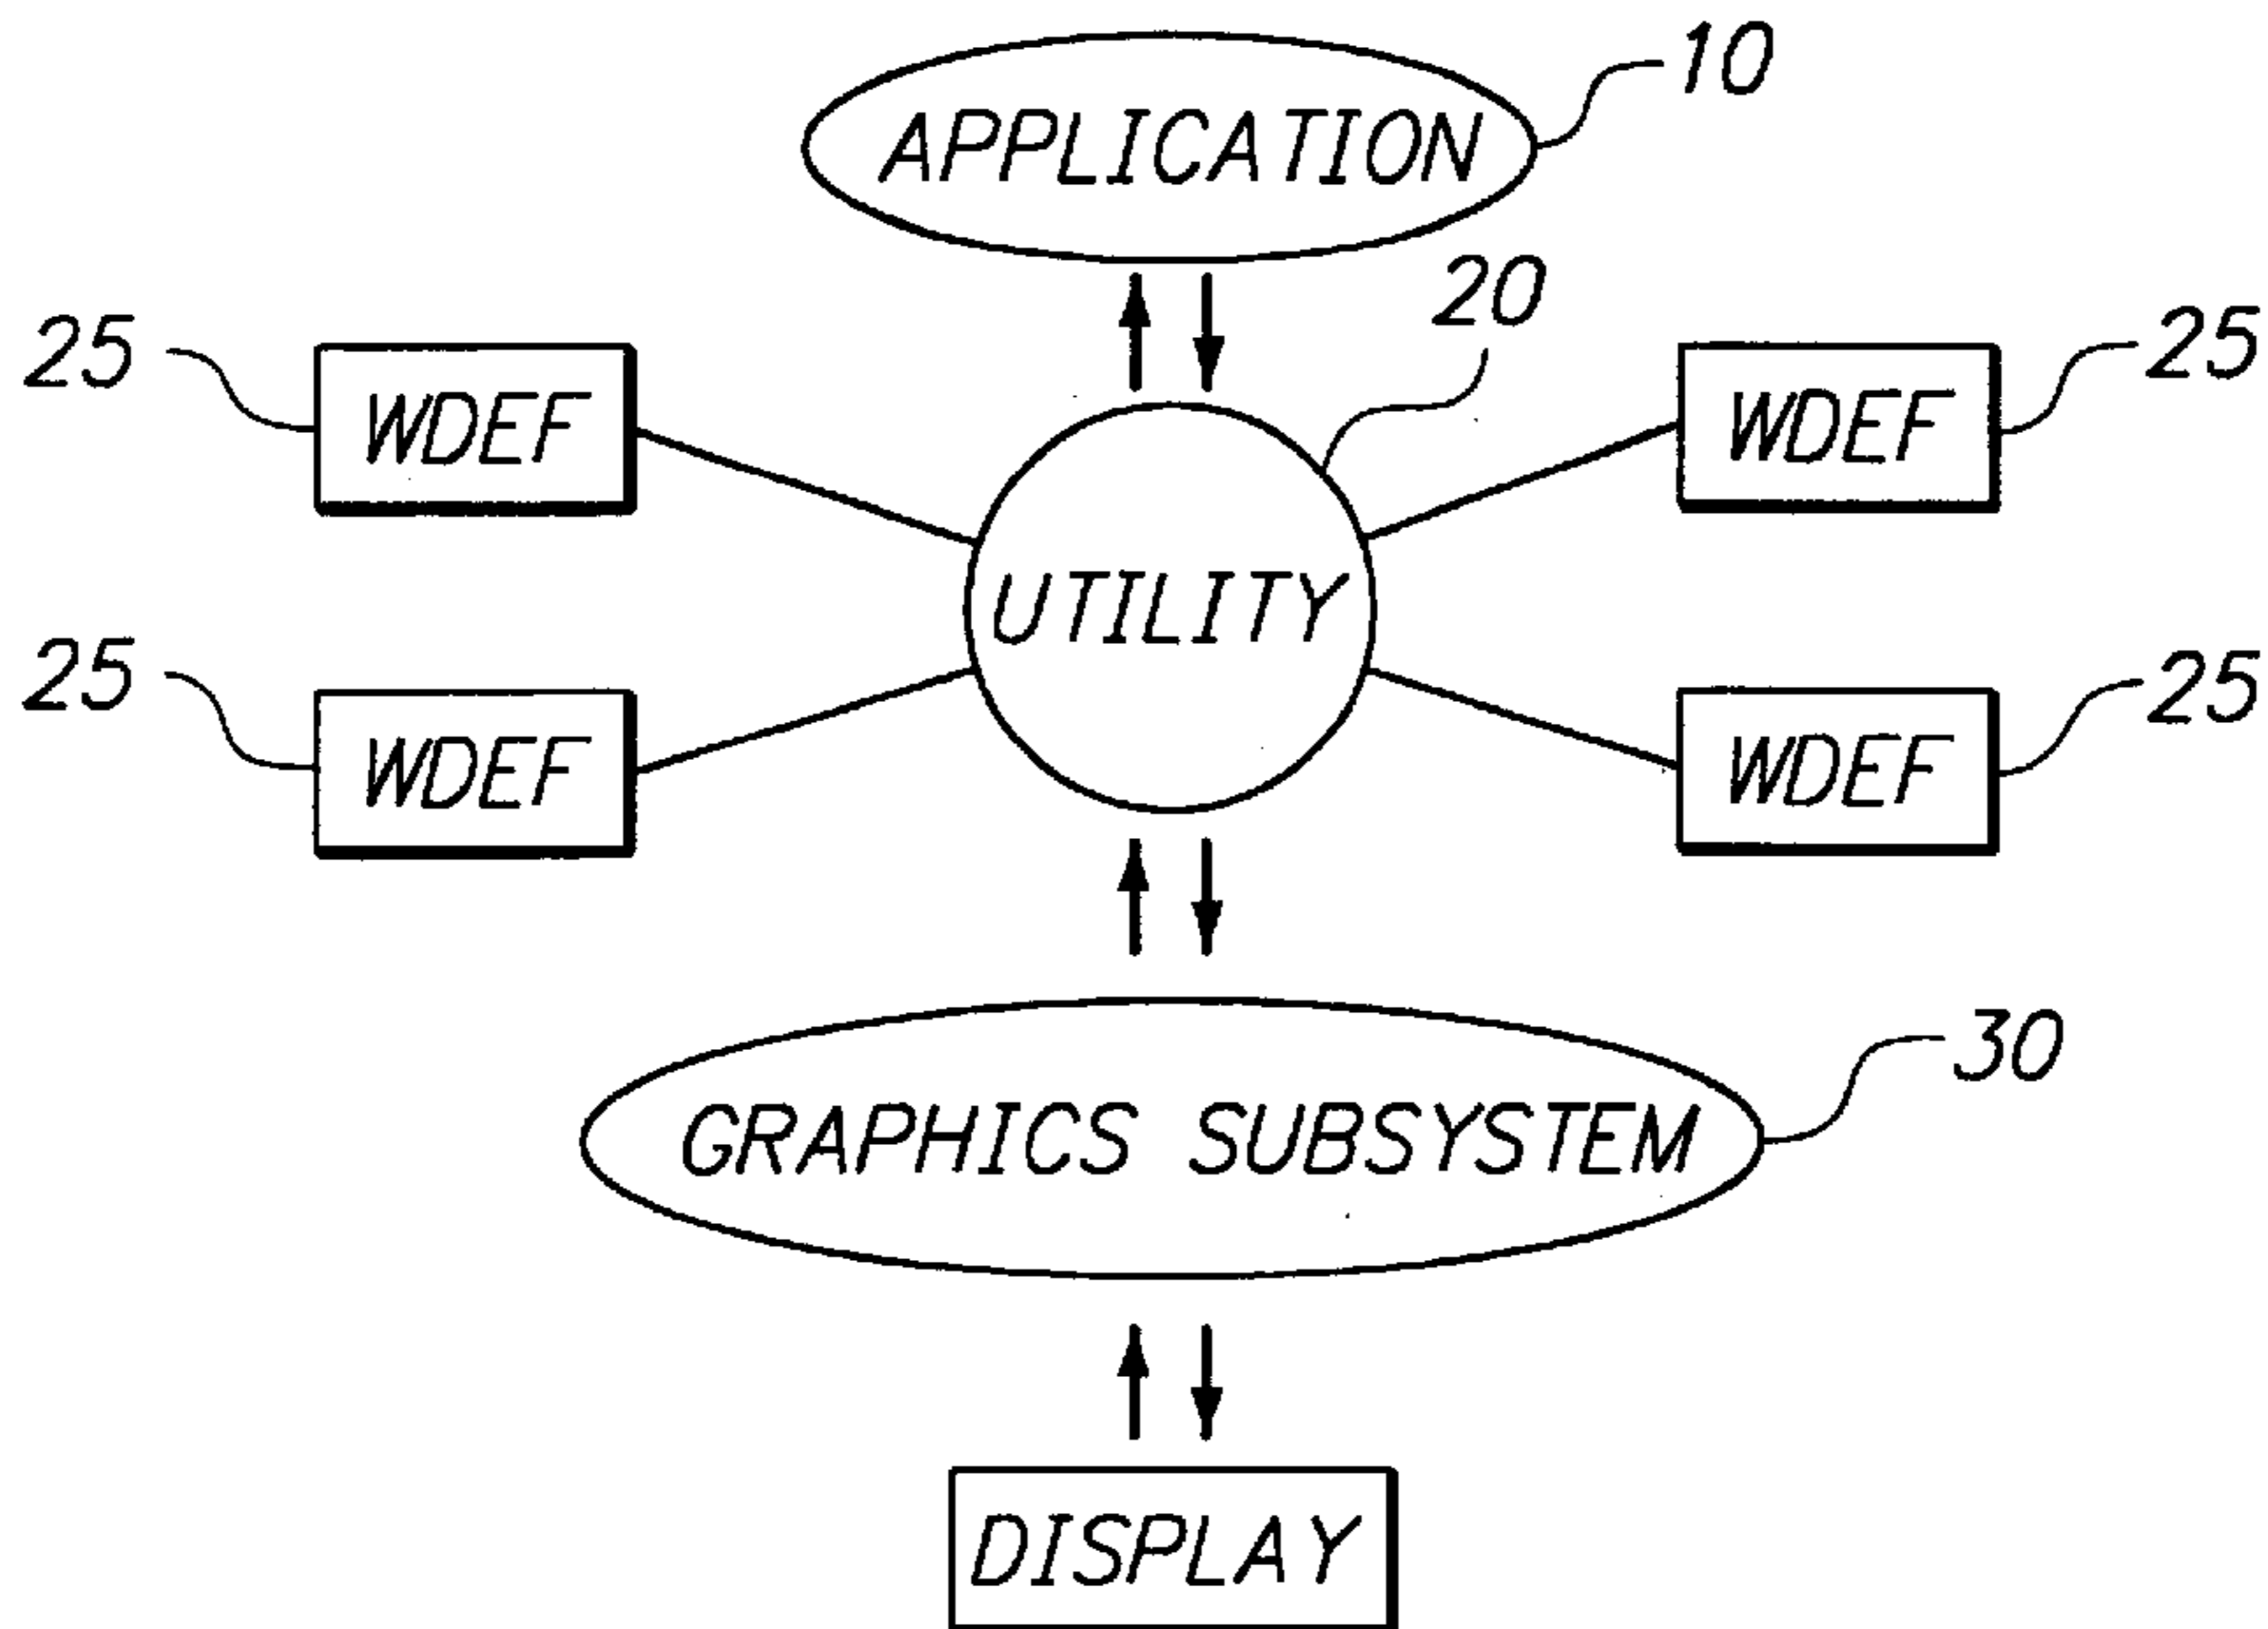 10
APPLICATION
20
25
WDEF
25
WDEF
UTILITY
25
WDEF
25
WDEF
30
GRAPHICS SUBSYSTEM
DISPLAY